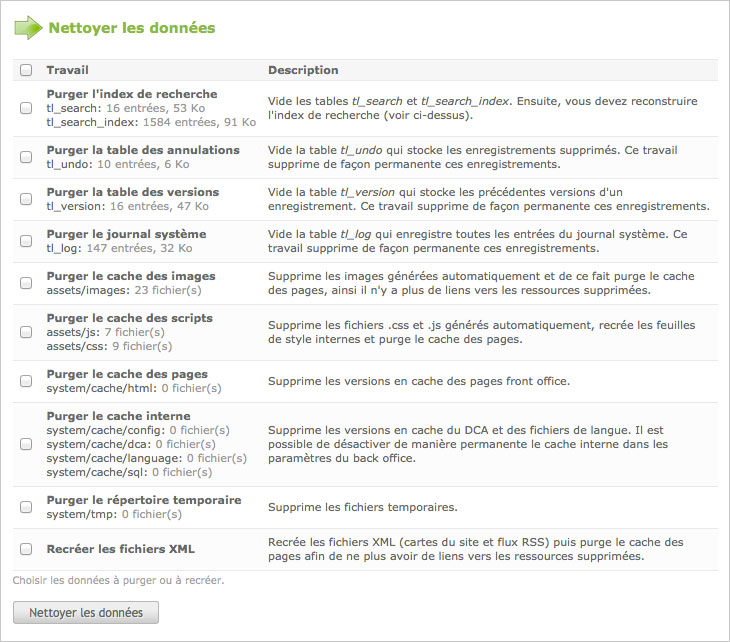 Nettoyer les données
Travail Description
Purger l'index de recherche
tl_search: 16 entrées, 53 Ko
tl_search_index: 1584 entrées, 91 Ko
Vide les tables tl_search et tl_search_index. Ensuite, vous devez reconstruire
l'index de recherche (voir ci-dessus).
Purger la table des annulations
tl_undo: 10 entrées, 6 Ko
Vide la table tl_undo qui stocke les enregistrements supprimés. Ce travail
supprime de façon permanente ces enregistrements.
Purger la table des versions
tl_version: 16 entrées, 47 Ko
Vide la table tl_version qui stocke les précédentes versions d'un
enregistrement. Ce travail supprime de façon permanente ces enregistrements.
Purger le journal système
tl_log: 147 entrées, 32 Ko
Vide la table tl_log qui enregistre toutes les entrées du journal système. Ce
travail supprime de façon permanente ces enregistrements.
Purger le cache des images
assets/images: 23 fichier(s)
Supprime les images générées automatiquement et de ce fait purge le cache
des pages, ainsi il n'y a plus de liens vers les ressources supprimées.
Purger le cache des scripts
assets/js: 7 fichier(s)
assets/css: 9 fichier(s)
Supprime les fichiers .css et .js générés automatiquement, recrée les feuilles
de style internes et purge le cache des pages.
Purger le cache des pages
system/cache/html: 0 fichier(s)
Supprime les versions en cache des pages front office.
Purger le cache interne
system/cache/config: 0 fichier(s)
system/cache/dca: 0 fichier(s)
system/cache/language: 0 fichier(s)
system/cache/sql: 0 fichier(s)
Supprime les versions en cache du DCA et des fichiers de langue. Il est
possible de désactiver de manière permanente le cache interne dans les
paramètres du back office.
Purger le répertoire temporaire
system/tmp: 0 fichier(s)
Supprime les fichiers temporaires.
Recréer les fichiers XML
Recrée les fichiers XML (cartes du site et flux RSS) puis purge le cache des
pages afin de ne plus avoir de liens vers les ressources supprimées.
Choisir les données à purger ou à recréer.
Nettoyer les données